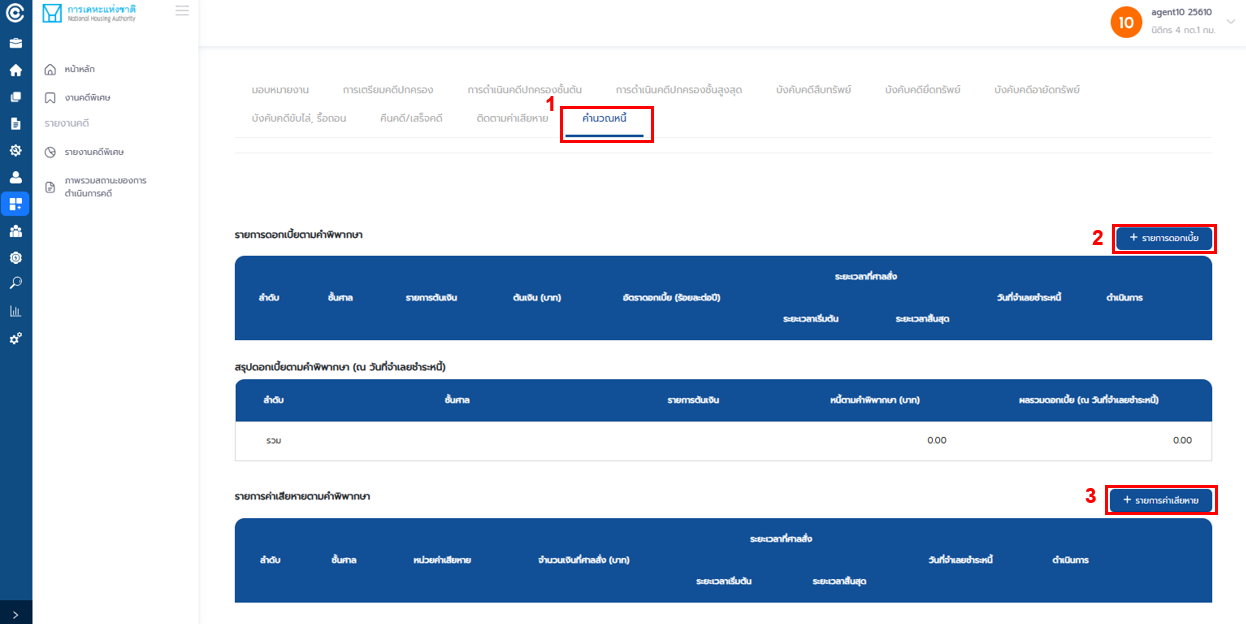 การเคหะแห่งชาติ
National Housing Authority
10
agent10 25610
นิติกร 4 กด.1 กม.
หน้าหลัก
งานคดีพิเศษ
รายงานคดี
รายงานคดีพิเศษ
ภาพรวมสถานะของการ
ดำเนินการคดี
มอบหมายงาน การเตรียมคดีปกครอง การดำเนินคดีปกครองชั้นต้น การดำเนินคดีปกครองชั้นสูงสุด บังคับคดีสืบทรัพย์ บังคับคดียึดทรัพย์ บังคับคดีอายัดทรัพย์
1
บังคับคดีขับไล่, รื้อถอน คืนคดี/เสร็จคดี ติดตามค่าเสียหาย คำนวณหนี้
รายการดอกเบี้ยตามคำพิพากษา
2
+ รายการดอกเบี้ย
ระยะเวลาที่ศาลสั่ง
ลำดับ ชั้นศาล รายการต้นเงิน ต้นเงิน (บาท) อัตราดอกเบี้ย (ร้อยละต่อปี) วันที่จำเลยชำระหนี้ ดำเนินการ
ระยะเวลาเริ่มต้น ระยะเวลาสิ้นสุด
สรุปดอกเบี้ยตามคำพิพากษา (ณ วันที่จำเลยชำระหนี้)
ลำดับ ชั้นศาล รายการต้นเงิน หนี้ตามคำพิพากษา (บาท) ผลรวมดอกเบี้ย (ณ วันที่จำเลยชำระหนี้)
รวม 0.00 0.00
รายการค่าเสียหายตามคำพิพากษา
3
+ รายการค่าเสียหาย
ระยะเวลาที่ศาลสั่ง
ลำดับ ชั้นศาล หน่วยค่าเสียหาย จำนวนเงินที่ศาลสั่ง (บาท) วันที่จำเลยชำระหนี้ ดำเนินการ
ระยะเวลาเริ่มต้น ระยะเวลาสิ้นสุด